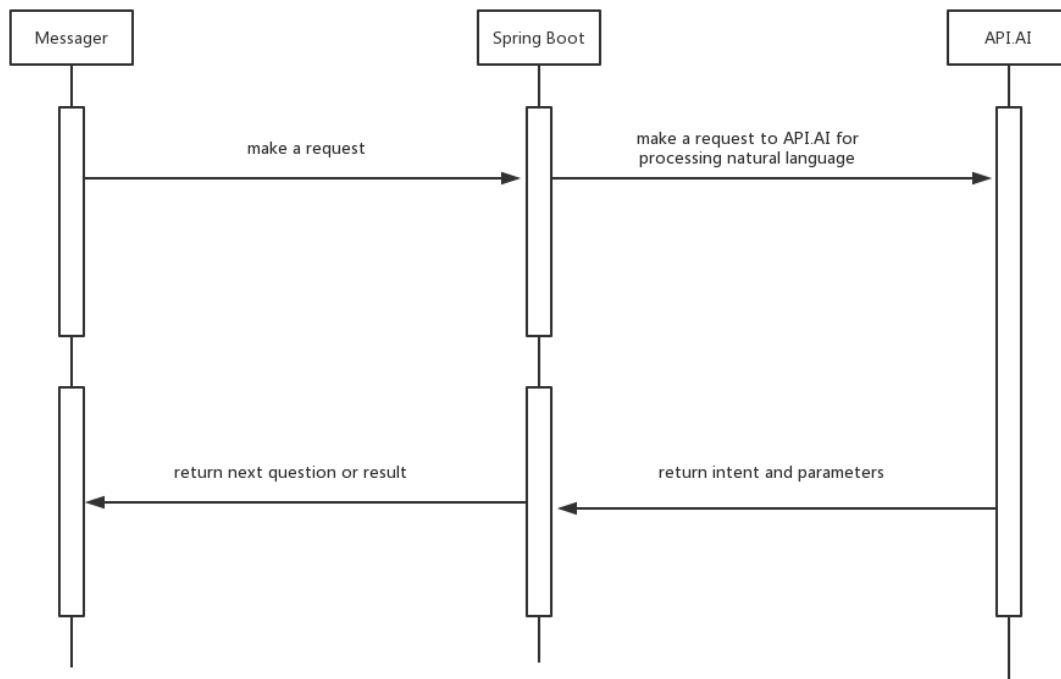 Messager
Spring Boot
API.AI
make a request
make a request to API.AI for
processing natural language
return next question or result
return intent and parameters